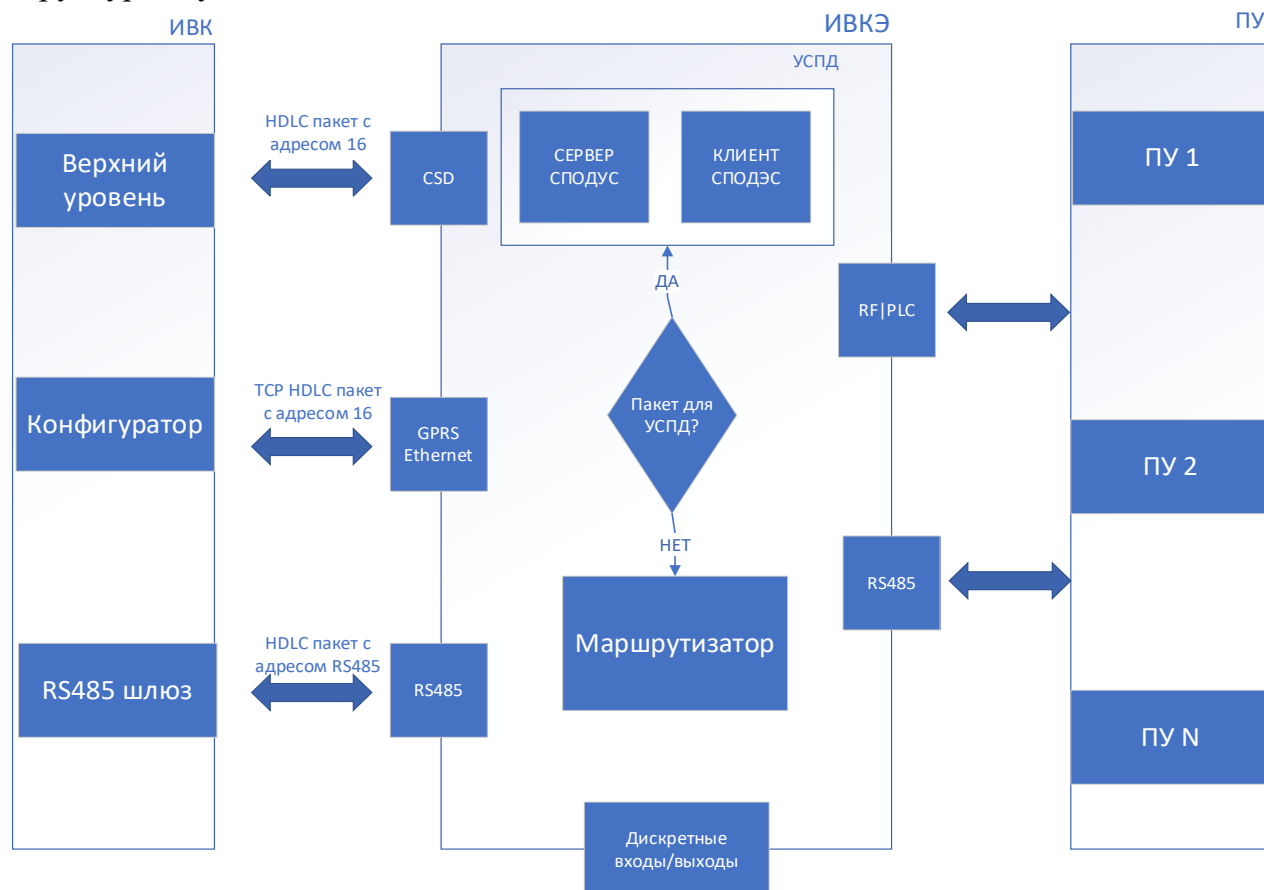 ИВК
ИВКЭ
ПУ
УСПД
HDLC пакет с
адресом 16
Верхний
уровень
CSD
СЕРВЕР
СПОДУС
КЛИЕНТ
СПОДЭС
ПУ 1
ДА
RF|PLC
TCP HDLC пакет
с адресом 16
Конфигуратор
GPRS
Ethernet
Пакет для
УСПД?
ПУ 2
НЕТ
RS485
HDLC пакет с
адресом RS485
RS485 шлюз
RS485
Маршрутизатор
ПУ N
Дискретные
входы/выходы